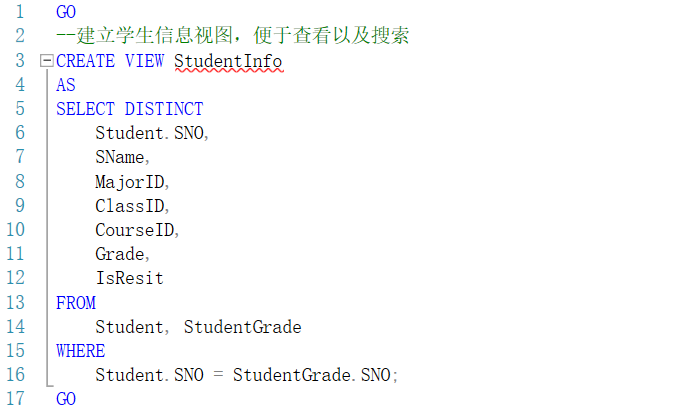 1 GO
2 --建立学生信息视图，便于查看以及搜索
3 CREATE VIEW StudentInfo
4 AS
5 SELECT DISTINCT
6 Student.SNO,
7 SName,
8 MajorID,
9 ClassID,
10 CourseID,
11 Grade,
12 IsResit
13 FROM
14 Student, StudentGrade
15 WHERE
16 Student.SNO = StudentGrade.SNO;
17 GO